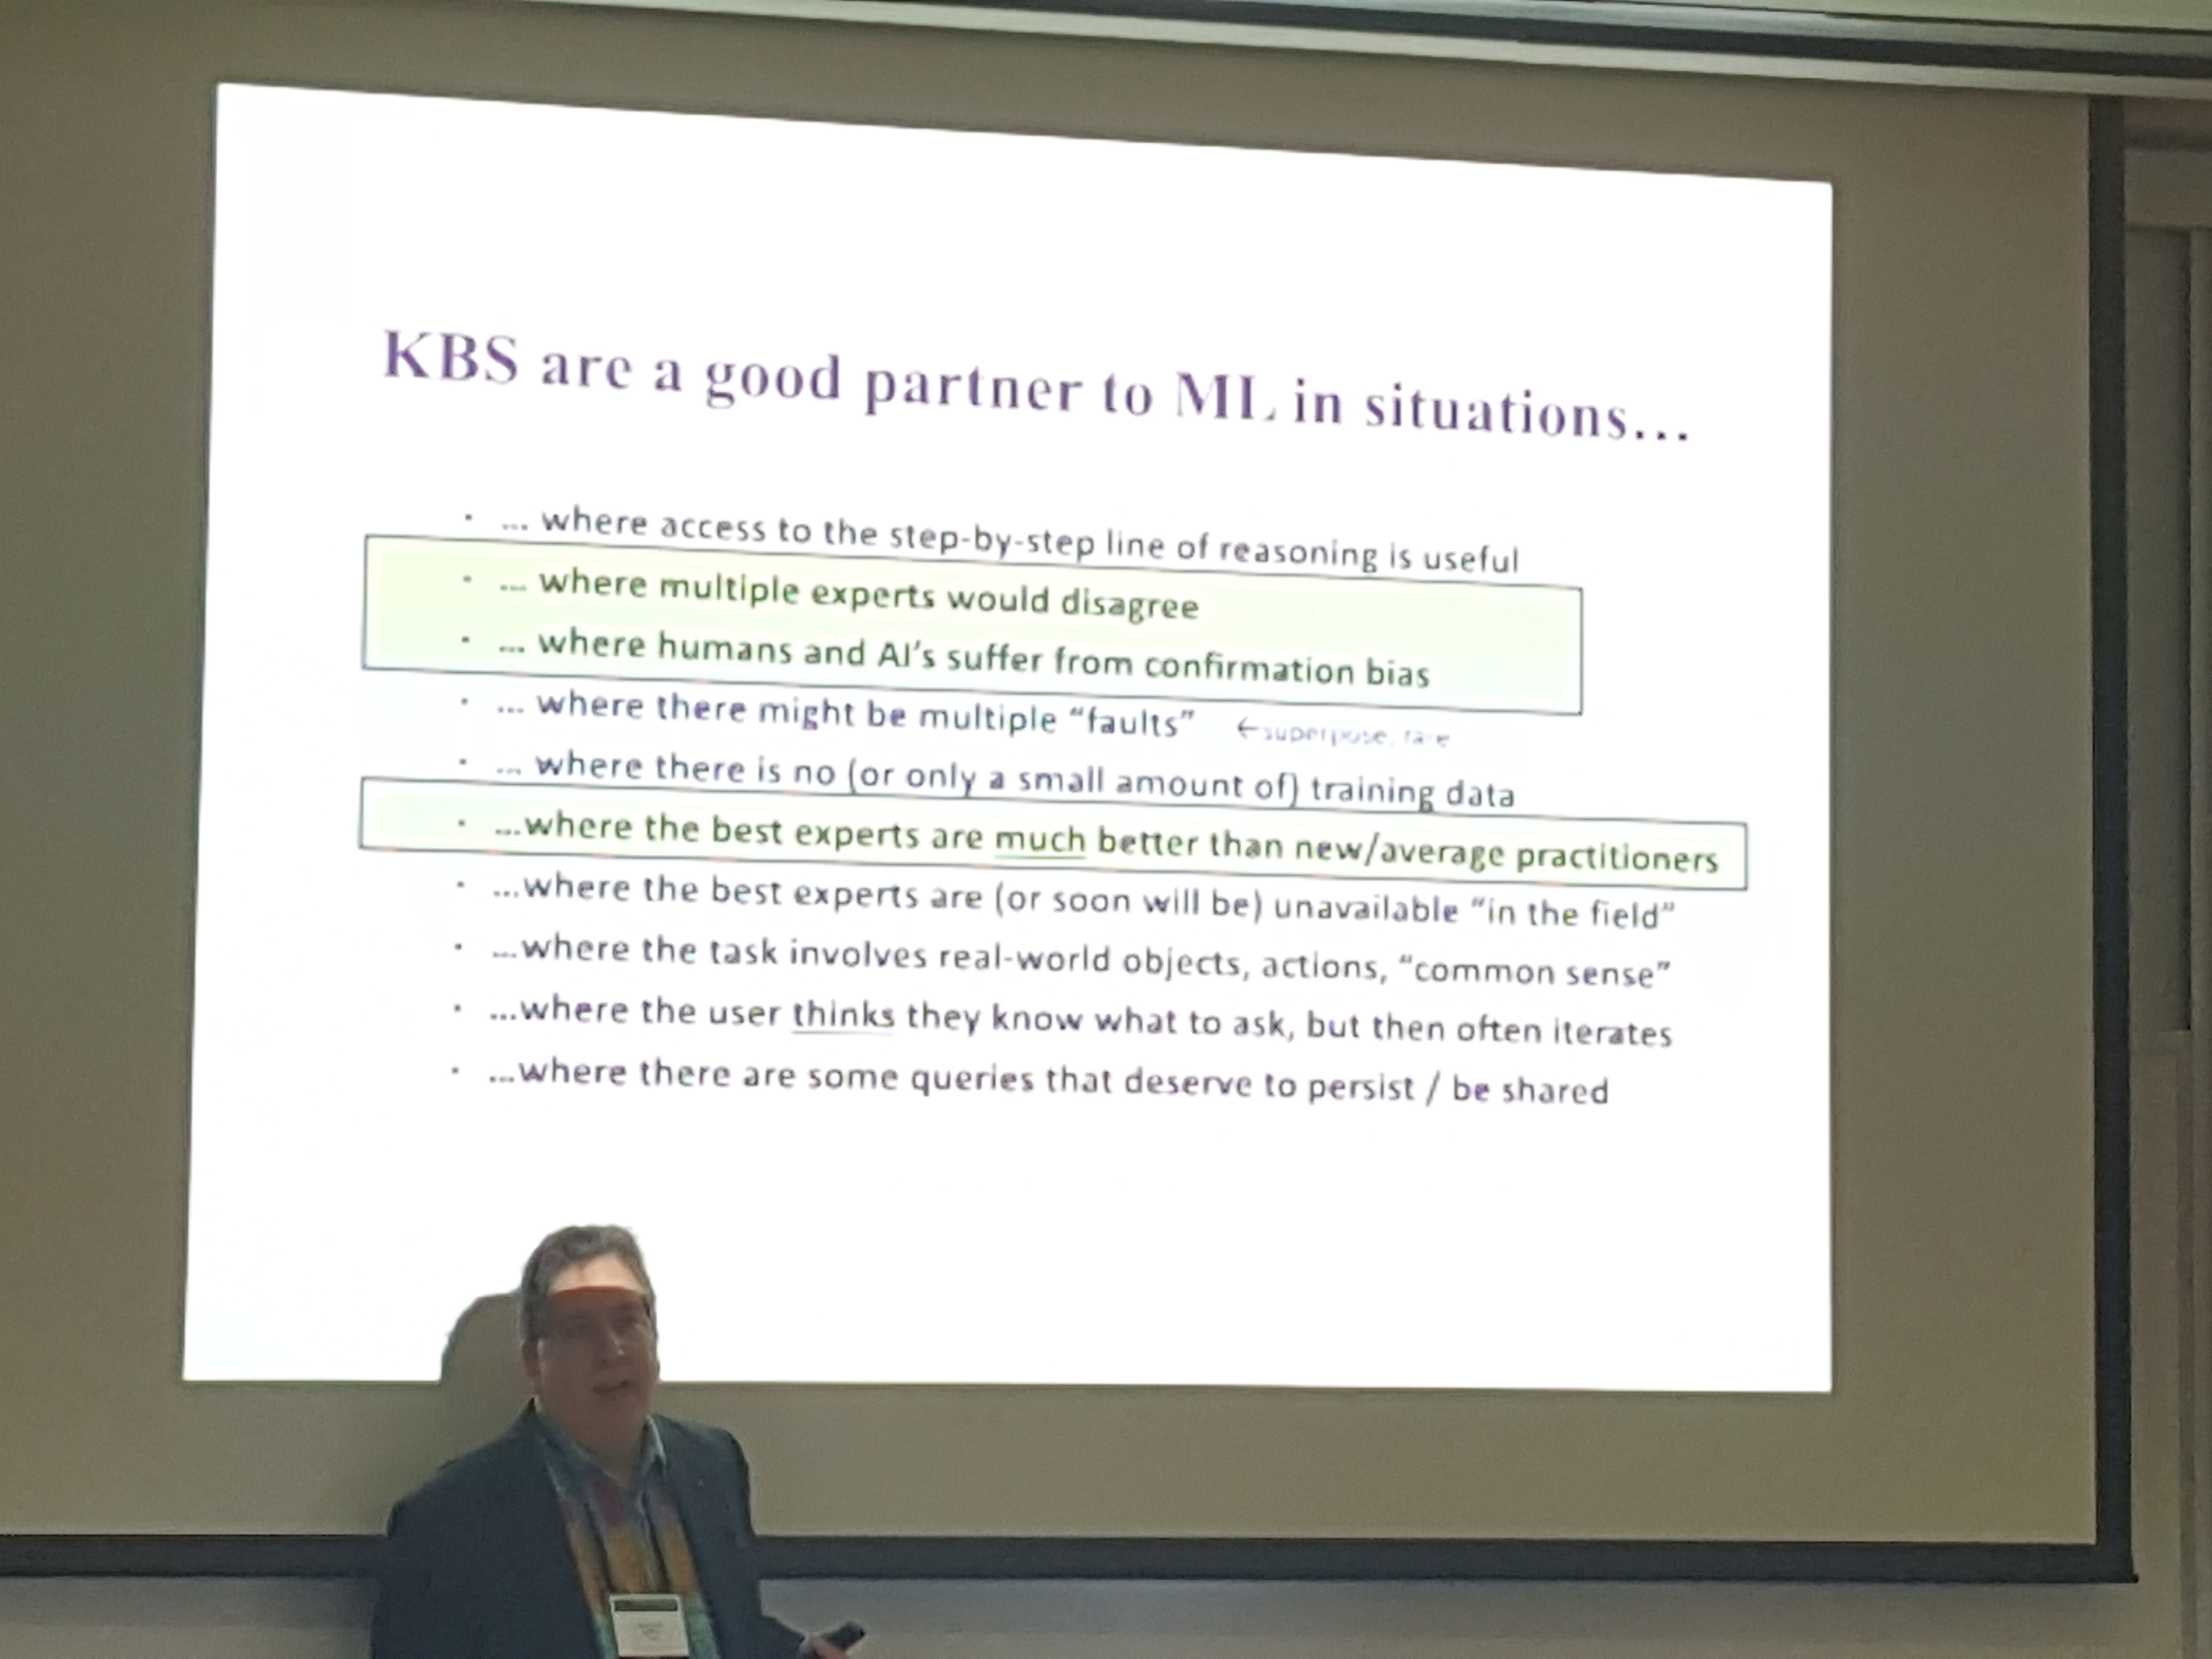 KBS are a good partner to ML in situations...
· ... where access to the step-by-step line of reasoning is useful
· ... where multiple experts would disagree
· ... where humans and AI's suffer from confirmation bias
· ... where there might be multiple “faults” ←superpose, rare
· ... where there is no (or only a small amount of) training data
· ...where the best experts are much better than new/average practitioners
· ...where the best experts are (or soon will be) unavailable “in the field”
· ...where the task involves real-world objects, actions, “common sense”
· ...where the user thinks they know what to ask, but then often iterates
· ...where there are some queries that deserve to persist / be shared